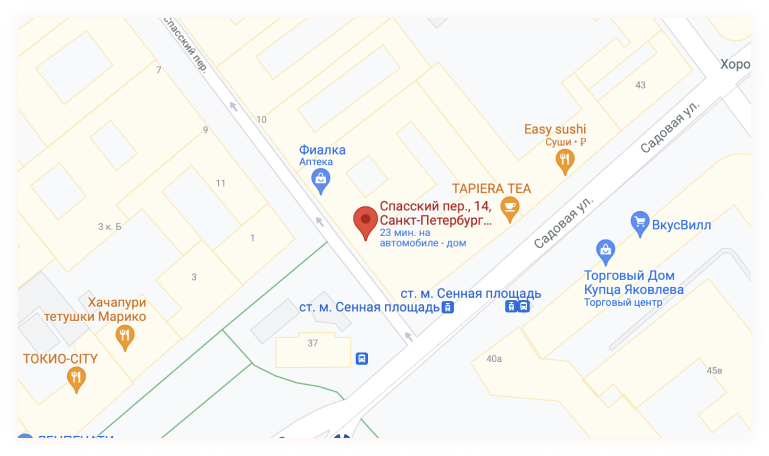 Спасский пер.
7
Хоро
43
9
10
Садовая ул.
Easy sushi
Суши • ₽
Фиалка
Аптека
11
TAPIERA TEA
Спасский пер., 14,
Санкт-Петербург...
23 мин. на
автомобиле - дом
3 к. Б
1
Садовая ул.
ВкусВилл
3
Торговый Дом
Купца Яковлева
Торговый центр
ст. м. Сенная площадь
ст. м. Сенная площадь
Хачапури
тетушки Марико
37
ТОКИО-CITY
40а
45в